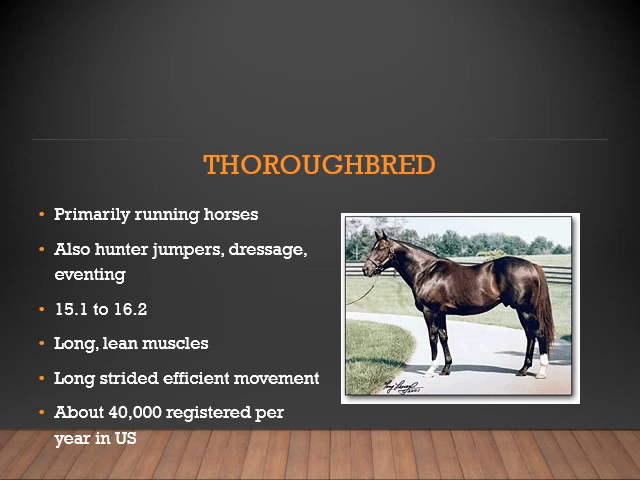 THOROUGHBRED
• Primarily running horses
• Also hunter jumpers, dressage,
eventing
• 15.1 to 16.2
• Long, lean muscles
• Long strided efficient movement
• About 40,000 registered per
year in US